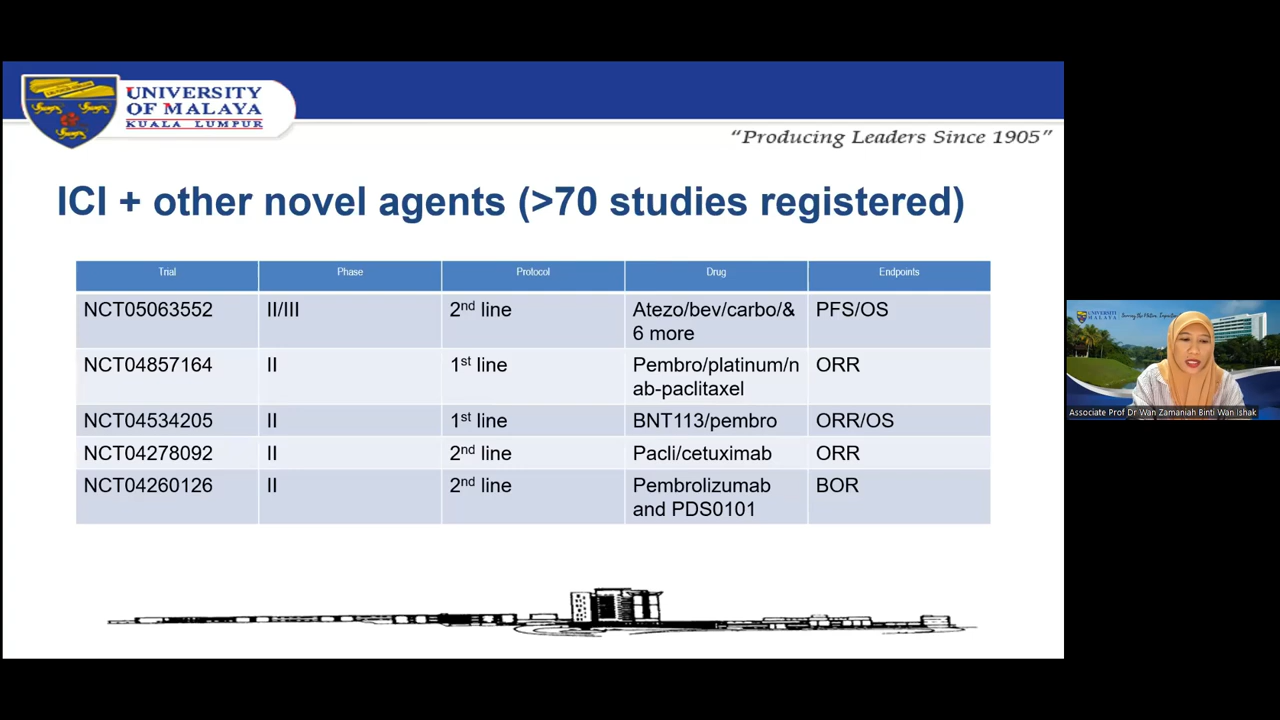 UNIVERSITY
OF MALAYA
KUALA LUMPUR
"Producing Leaders Since 1905"
ICI + other novel agents (>70 studies registered)
Trial Phase Protocol Drug Endpoints
NCT05063552 II/III 2nd line Atezo/bev/carbo/& PFS/OS
6 more
NCT04857164 II 1st line Pembro/platinum/n ORR
ab-paclitaxel
NCT04534205 II 1st line BNT113/pembro ORR/OS
NCT04278092 II 2nd line Pacli/cetuximab ORR
NCT04260126 II 2nd line Pembrolizumab BOR
and PDS0101
Associate Prof Dr Wan Zamaniah Binti Wan Ishak